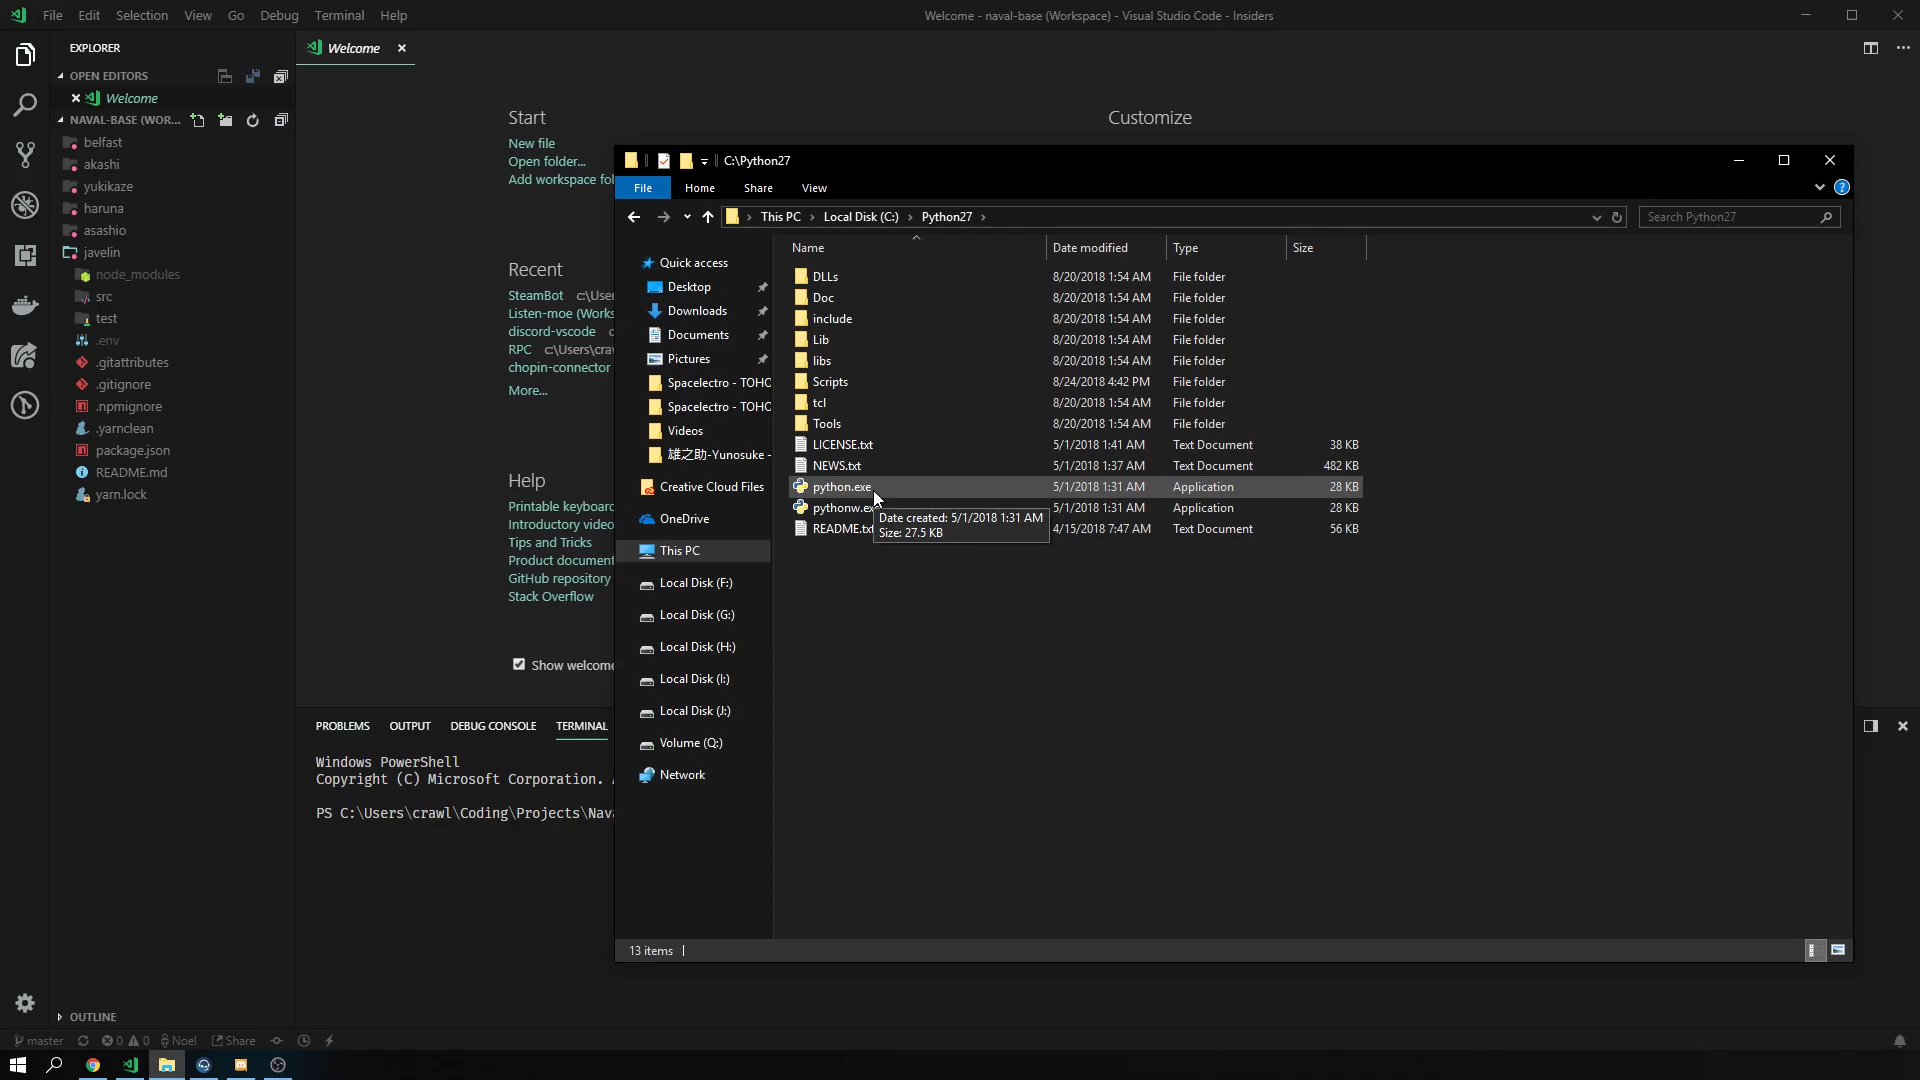 File Edit Selection View Go Debug Terminal Help
Welcome - naval-base (Workspace) - Visual Studio Code - Insiders
EXPLORER
OPEN EDITORS
Welcome
NAVAL-BASE (WOR...
belfast
akashi
yukikaze
haruna
asashio
javelin
node_modules
src
test
.env
.gitattributes
.gitignore
.npmignore
.yarnclean
package.json
README.md
yarn.lock
OUTLINE
Welcome
Start
New file
Open folder...
Add workspace fol
Recent
SteamBot c:\Use
Listen-moe (Works
discord-vscode
RPC c:\Users\cra
chopin-connector
More...
Help
Printable keyboar
Introductory video
Tips and Tricks
Product document
GitHub repository
Stack Overflow
Show welcome
Customize
C:\Python27
File Home Share View
This PC Local Disk (C:) Python27
Search Python27
Quick access
Desktop
Downloads
Documents
Pictures
Spacelectro - TOHO
Spacelectro - TOHO
Videos
雄之助-Yunosuke -
Creative Cloud Files
OneDrive
This PC
Local Disk (F:)
Local Disk (G:)
Local Disk (H:)
Local Disk (I:)
Local Disk (J:)
Volume (Q:)
Network
Name Date modified Type Size
DLLs 8/20/2018 1:54 AM File folder
Doc 8/20/2018 1:54 AM File folder
include 8/20/2018 1:54 AM File folder
Lib 8/20/2018 1:54 AM File folder
libs 8/20/2018 1:54 AM File folder
Scripts 8/24/2018 4:42 PM File folder
tcl 8/20/2018 1:54 AM File folder
Tools 8/20/2018 1:54 AM File folder
LICENSE.txt 5/1/2018 1:41 AM Text Document 38 KB
NEWS.txt 5/1/2018 1:37 AM Text Document 482 KB
python.exe 5/1/2018 1:31 AM Application 28 KB
pythonw.ex 5/1/2018 1:31 AM Application 28 KB
README.txt 4/15/2018 7:47 AM Text Document 56 KB
Date created: 5/1/2018 1:31 AM
Size: 27.5 KB
13 items
PROBLEMS OUTPUT DEBUG CONSOLE TERMINAL
Windows PowerShell
Copyright (C) Microsoft Corporation.
PS C:\Users\crawl\Coding\Projects\Nav
master 0 0 Noel Share